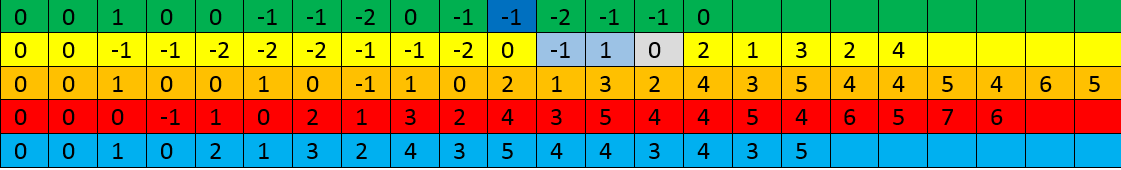 0 0 1 0 0 -1 -1 -2 0 -1 -1 -2 -1 -1 0
0 0 -1 -1 -2 -2 -2 -1 -1 -2 0 -1 1 0 2 1 3 2 4
0 0 1 0 0 1 0 -1 1 0 2 1 3 2 4 3 5 4 4 5 4 6 5
0 0 0 -1 1 0 2 1 3 2 4 3 5 4 4 5 4 6 5 7 6
0 0 1 0 2 1 3 2 4 3 5 4 4 3 4 3 5